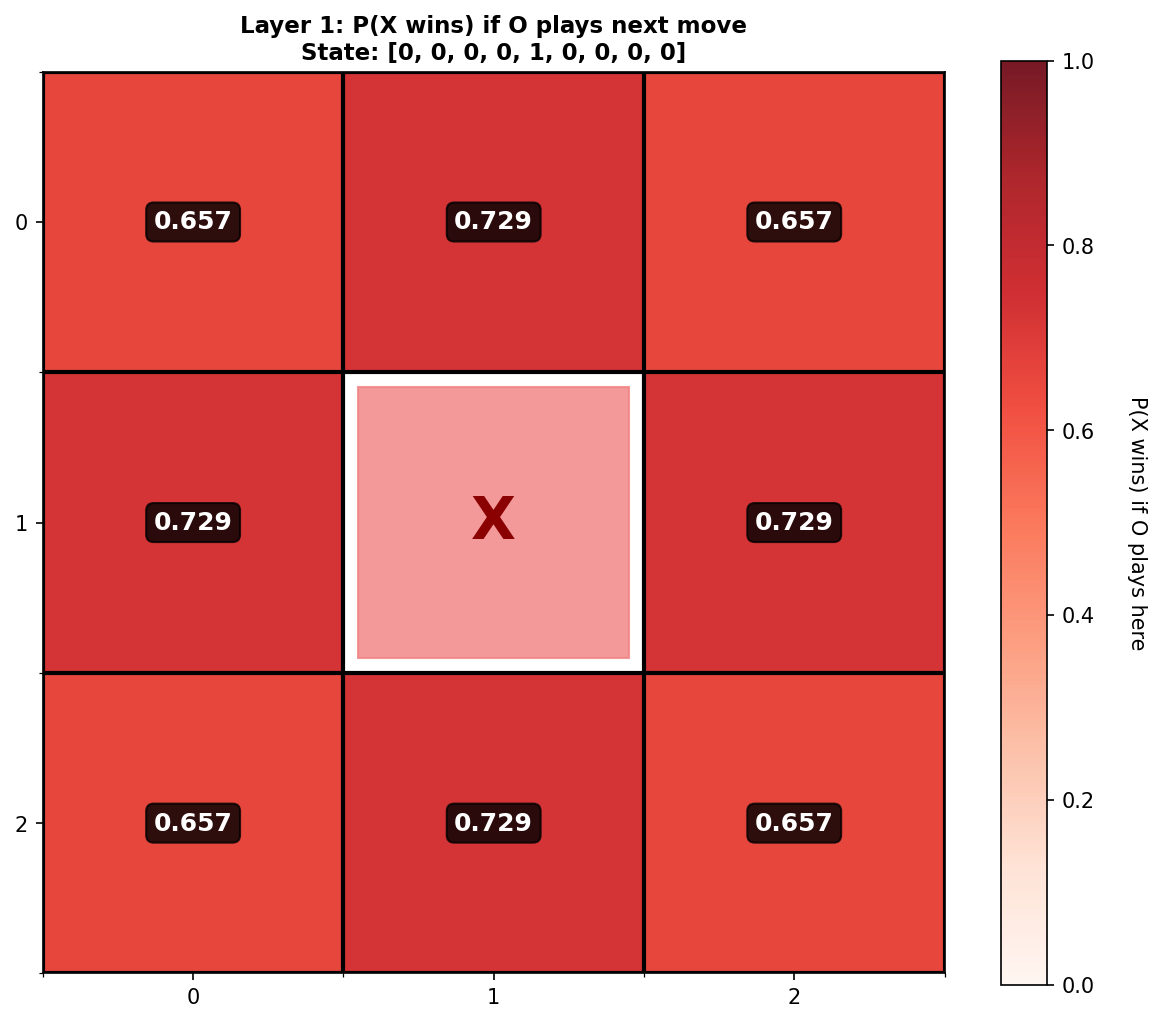 Layer 1: P(X wins) if O plays next move
State: [0, 0, 0, 0, 1, 0, 0, 0, 0]
0.657 0.729 0.657
0.729 X 0.729
0.657 0.729 0.657
0
1
2
0 1 2
1.0
0.8
0.6
0.4
0.2
0.0
P(X wins) if O plays here